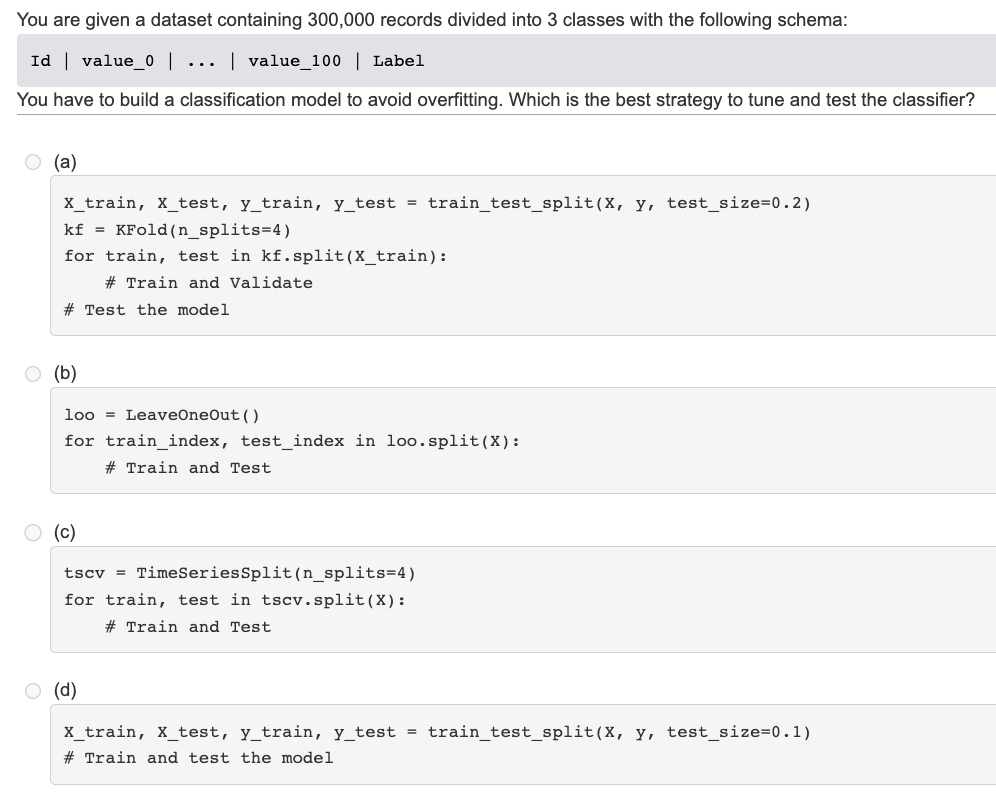 You are given a dataset containing 300,000 records divided into 3 classes with the following schema:
Id | value_0 | ... | value_100 | Label
You have to build a classification model to avoid overfitting. Which is the best strategy to tune and test the classifier?
(a)
X_train, X_test, y_train, y_test = train_test_split(X, y, test_size=0.2)
kf = KFold(n_splits=4)
for train, test in kf.split(X_train):
    # Train and Validate
# Test the model
(b)
loo = LeaveOneOut()
for train_index, test_index in loo.split(X):
    # Train and Test
(c)
tscv = TimeSeriesSplit(n_splits=4)
for train, test in tscv.split(X):
    # Train and Test
(d)
X_train, X_test, y_train, y_test = train_test_split(X, y, test_size=0.1)
# Train and test the model